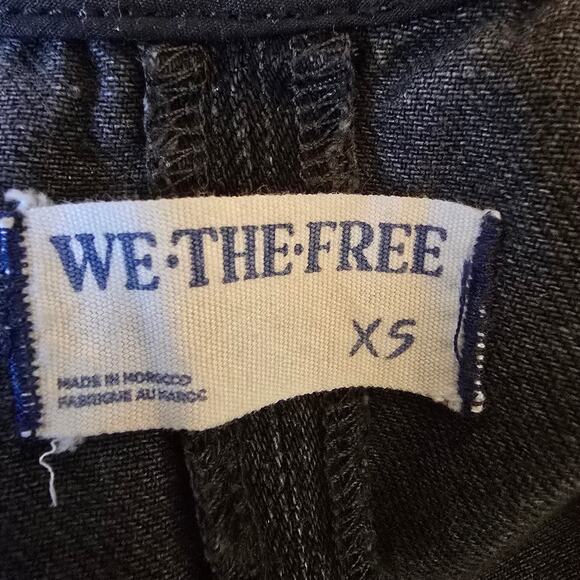 WE·THE·FREE
XS
MADE IN MOROCCO
FABRIQUE AU MAROC